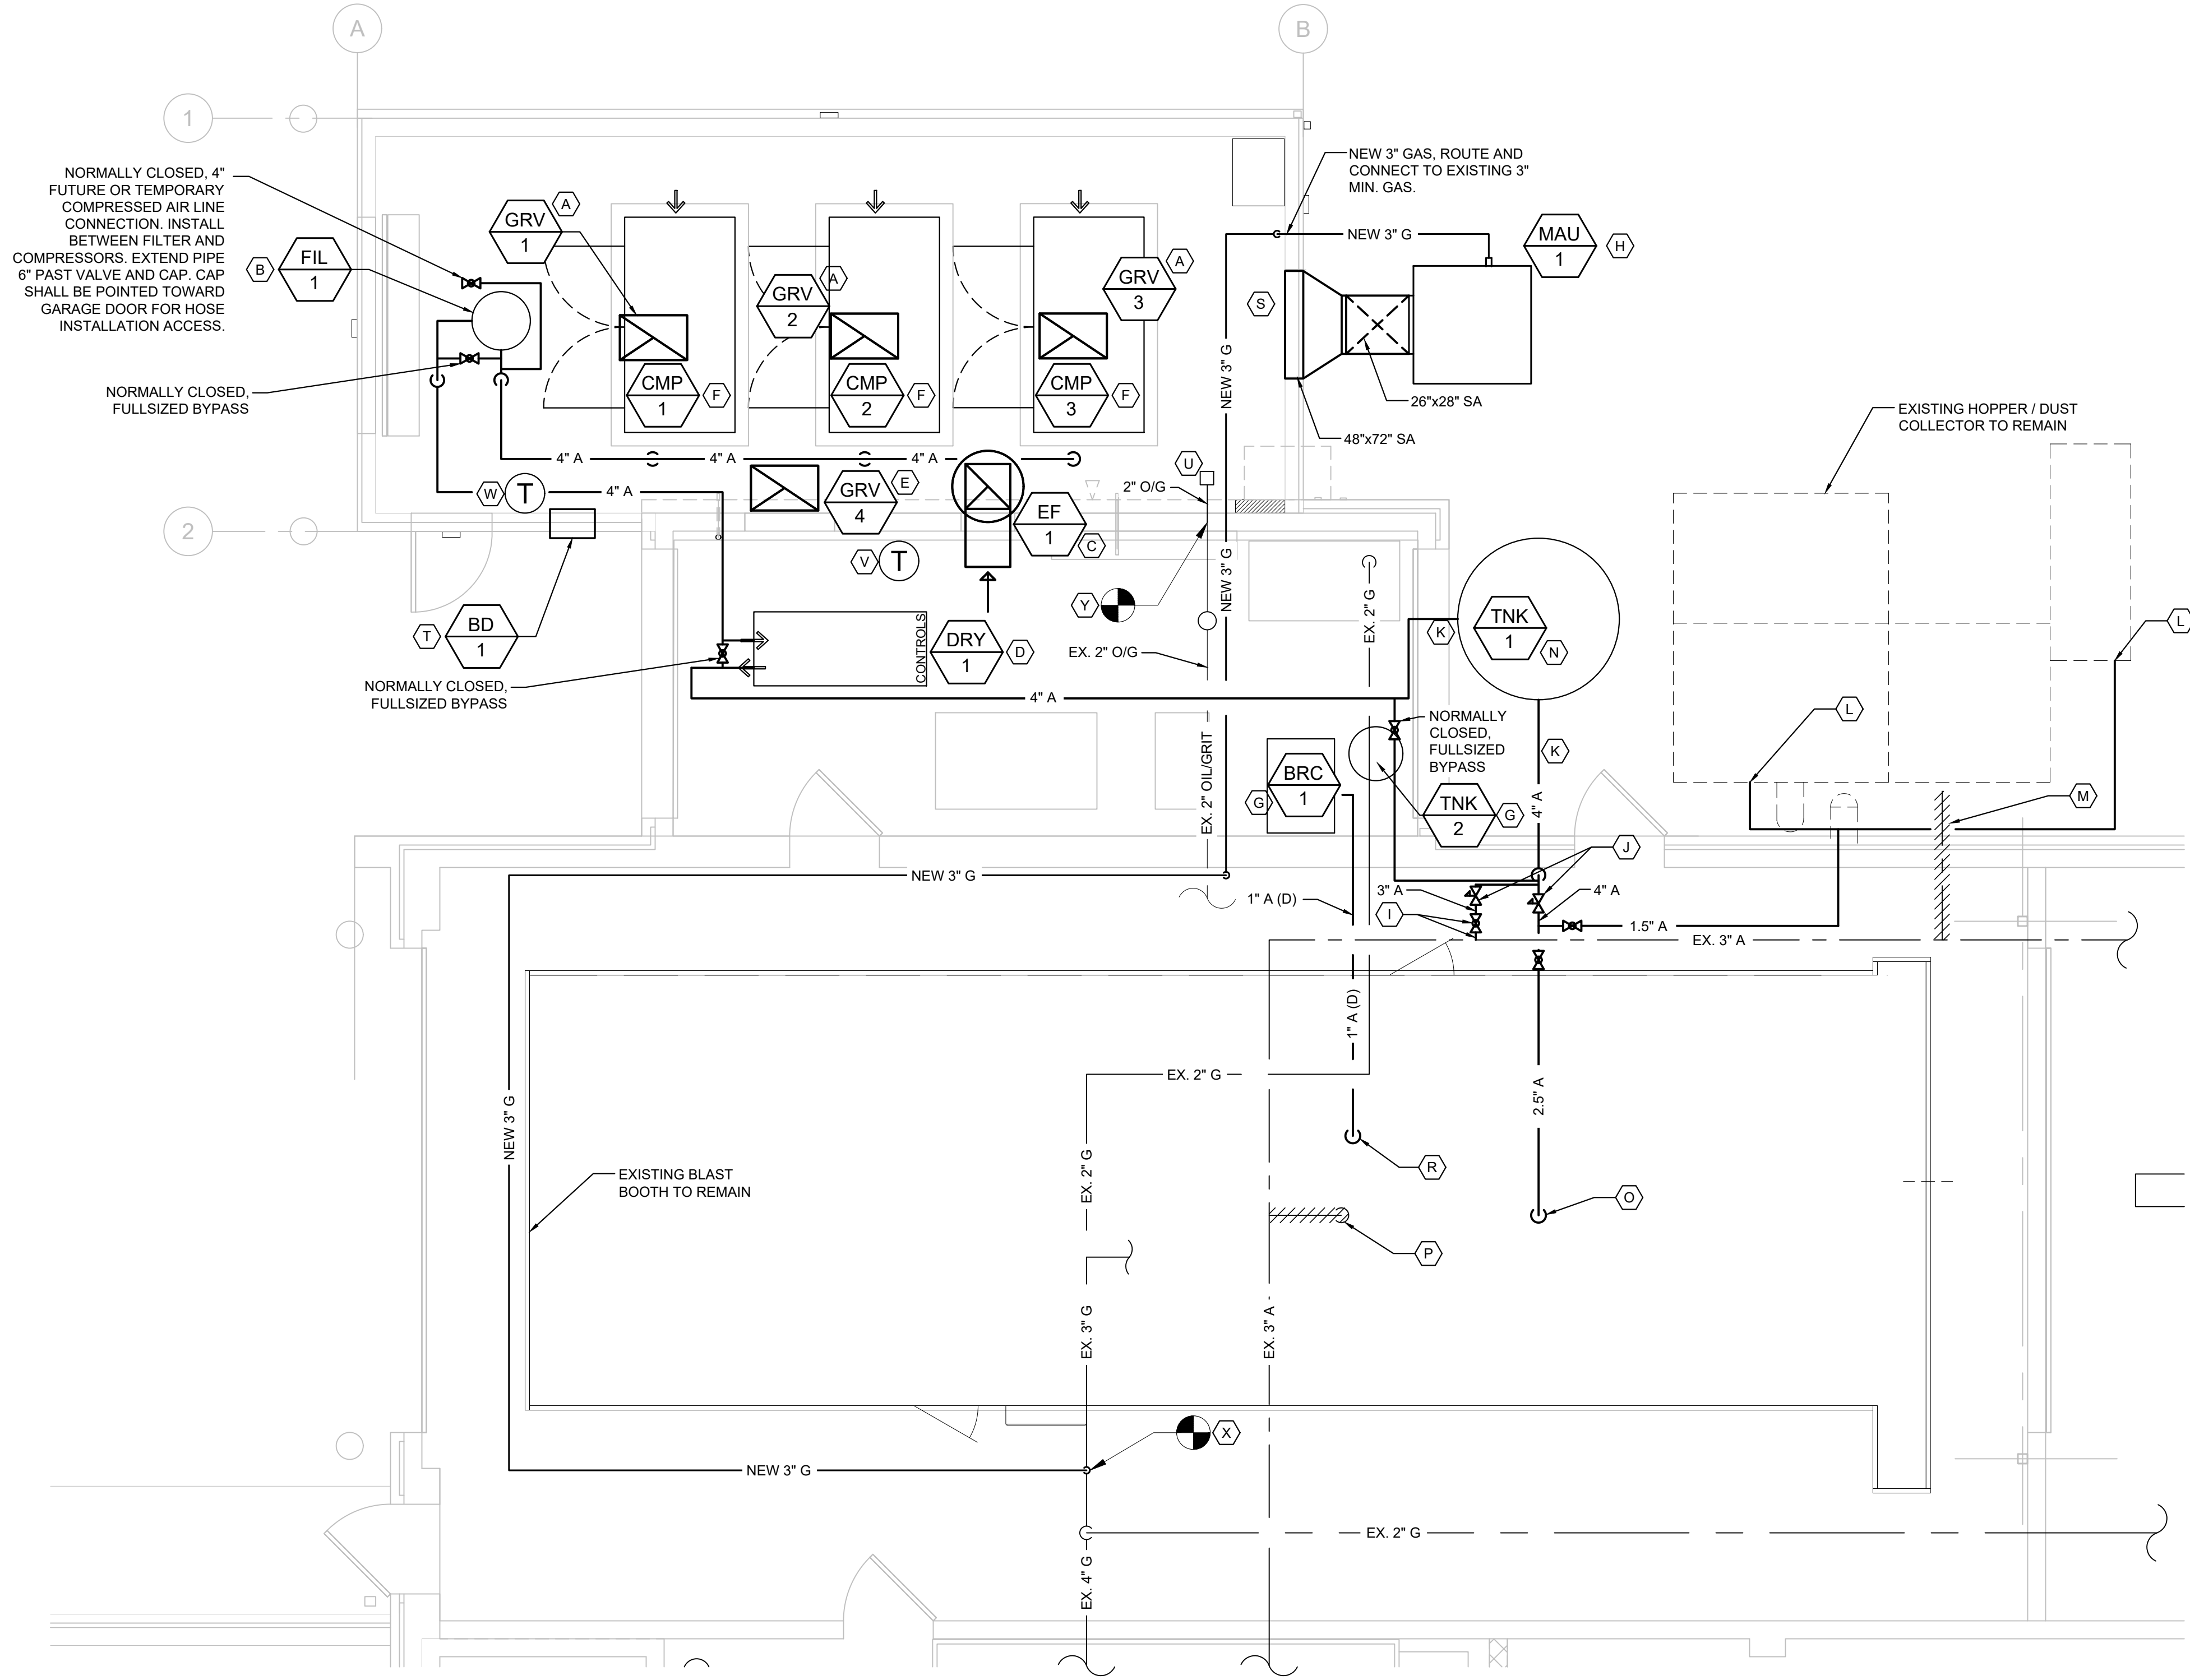 A
B
1
NORMALLY CLOSED, 4"
FUTURE OR TEMPORARY
COMPRESSED AIR LINE
CONNECTION. INSTALL
BETWEEN FILTER AND
COMPRESSORS. EXTEND PIPE
6" PAST VALVE AND CAP. CAP
SHALL BE POINTED TOWARD
GARAGE DOOR FOR HOSE
INSTALLATION ACCESS.
B
FIL
1
GRV
1
A
GRV
2
A
GRV
3
A
NEW 3" GAS, ROUTE AND
CONNECT TO EXISTING 3"
MIN. GAS.
NEW 3" G
MAU
1
H
S
NORMALLY CLOSED,
FULLSIZED BYPASS
CMP
1
F
CMP
2
F
CMP
3
F
NEW 3" G
26"x28" SA
48"x72" SA
EXISTING HOPPER / DUST
COLLECTOR TO REMAIN
4" A
4" A
4" A
W
T
4" A
GRV
4
E
U
2" O/G
2
EF
1
C
V
T
Y
NEW 3" G
EX. 2" G
T
BD
1
CONTROLS
DRY
1
D
EX. 2" O/G
K
TNK
1
N
L
NORMALLY CLOSED,
FULLSIZED BYPASS
4" A
NORMALLY
CLOSED,
FULLSIZED
BYPASS
K
L
EX. 2" OIL/GRIT
BRC
1
G
TNK
2
G
4" A
M
J
NEW 3" G
1" A (D)
3" A
4" A
I
1.5" A
EX. 3" A
1" A (D)
EX. 2" G
2.5" A
NEW 3" G
EX. 2" G
R
EXISTING BLAST
BOOTH TO REMAIN
O
P
EX. 3" G
EX. 3" A
X
NEW 3" G
EX. 2" G
EX. 4" G